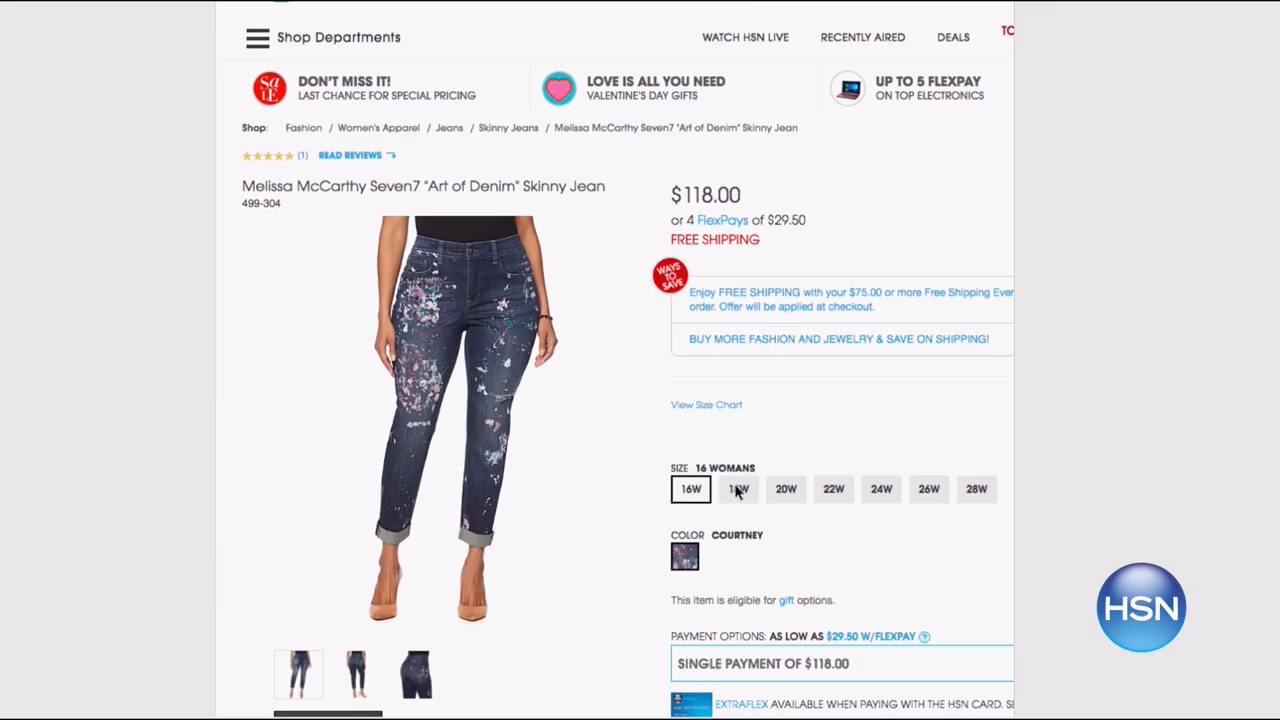 TO
Shop Departments
WATCH HSN LIVE
RECENTLY AIRED
DEALS
SaLE
DON'T MISS IT!
LAST CHANCE FOR SPECIAL PRICING
LOVE IS ALL YOU NEED
VALENTINE'S DAY GIFTS
UP TO 5 FLEXPAY
ON TOP ELECTRONICS
Shop: Fashion / Women's Apparel / Jeans / Skinny Jeans / Melissa McCarthy Seven7 "Art of Denim" Skinny Jean
(1) READ REVIEWS
Melissa McCarthy Seven7 "Art of Denim" Skinny Jean
499-304
$118.00
or 4 FlexPays of $29.50
FREE SHIPPING
WAYS
TO
SAVE
Enjoy FREE SHIPPING with your $75.00 or more Free Shipping Ever
order. Offer will be applied at checkout.
BUY MORE FASHION AND JEWELRY & SAVE ON SHIPPING!
View Size Chart
SIZE 16 WOMANS
16W 20W 22W 24W 26W 28W
COLOR COURTNEY
This item is eligible for gift options.
PAYMENT OPTIONS: AS LOW AS $29.50 W/FLEXPAY ?
SINGLE PAYMENT OF $118.00
EXTRAFLEX AVAILABLE WHEN PAYING WITH THE HSN CARD. SE
HSN